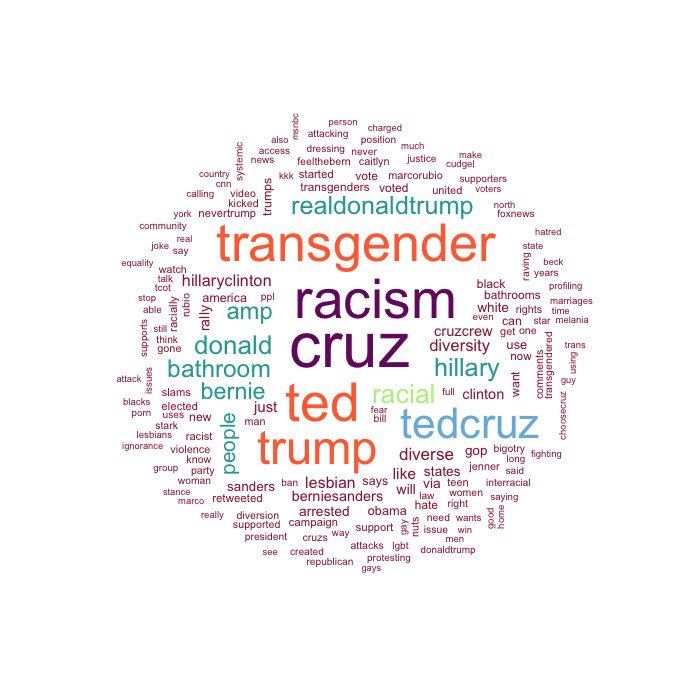 person
charged
msnbc
attacking
position
also
much
access
dressing
never
make
systemic
news
feelthebern
caitlyn
justice
cudgel
country
kkk
started
vote
marcorubio
supporters
cnn
transgenders
voted
united
voters
calling
video
trumps
kicked
realdonaldtrump
north
york
nevertrump
foxnews
community
transgender
hatred
real
joke
say
state
equality
watch
raving
beck
talk
hillaryclinton
black
years
tcot
profiling
stop
racially
rubio
america
ppl
racism
bathrooms
marriages
able
rally
amp
white
rights
time
even
can
star
melania
still
cruzcrew
get
one
supports
think
donald
cruz
diversity
use
trans
gone
now
comments
transgendered
bathroom
hillary
want
using
attack
issues
slams
bernie
ted
racial
full
clinton
guy
blacks
elected
just
fear
tedcruz
choosecruz
porn
uses
new
man
bill
stark
people
trump
lesbians
racist
bigotry
fighting
ignorance
violence
diverse
gop
long
know
jenner
said
group
party
like
states
interracial
woman
sanders
ban
lesbian
says
via
teen
stance
will
marco
retweeted
berniesanders
law
women
saying
hate
right
really
diversion
arrested
obama
good
home
supported
campaign
support
gay
nuts
need
wants
president
cruzs
way
issue
win
men
see
created
attacks
lgbt
donaldtrump
republican
protesting
gays